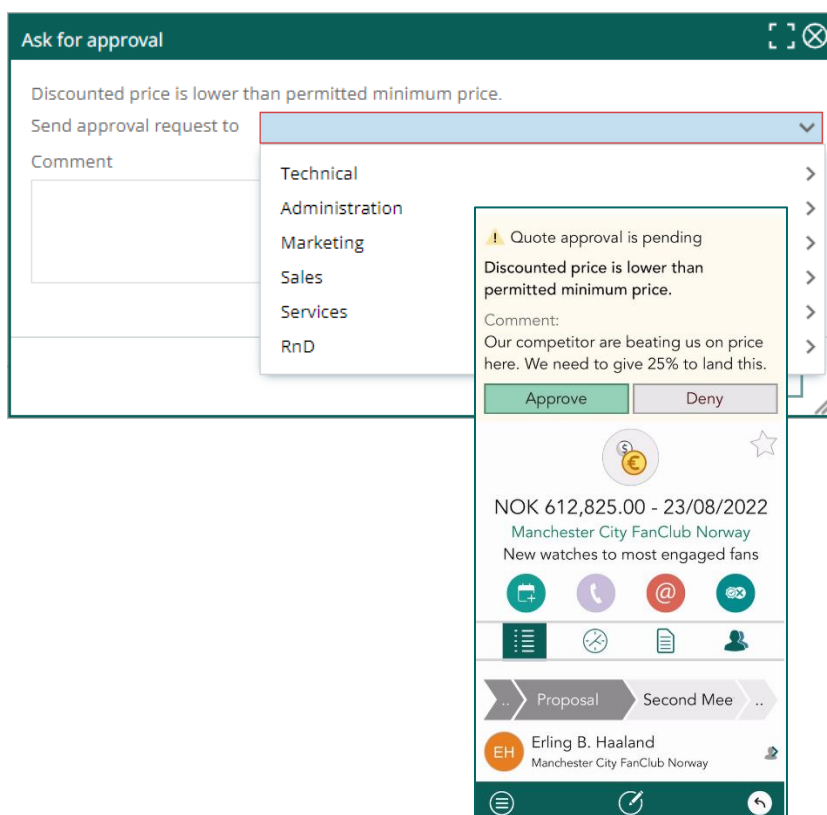 Ask for approval
Discounted price is lower than permitted minimum price.
Send approval request to
Comment
Technical
Administration
Marketing
Sales
Services
RnD
Quote approval is pending
Discounted price is lower than
permitted minimum price.
Comment:
Our competitor are beating us on price
here. We need to give 25% to land this.
Approve Deny
NOK 612,825.00 - 23/08/2022
Manchester City FanClub Norway
New watches to most engaged fans
.. Proposal Second Mee ..
EH Erling B. Haaland
Manchester City FanClub Norway